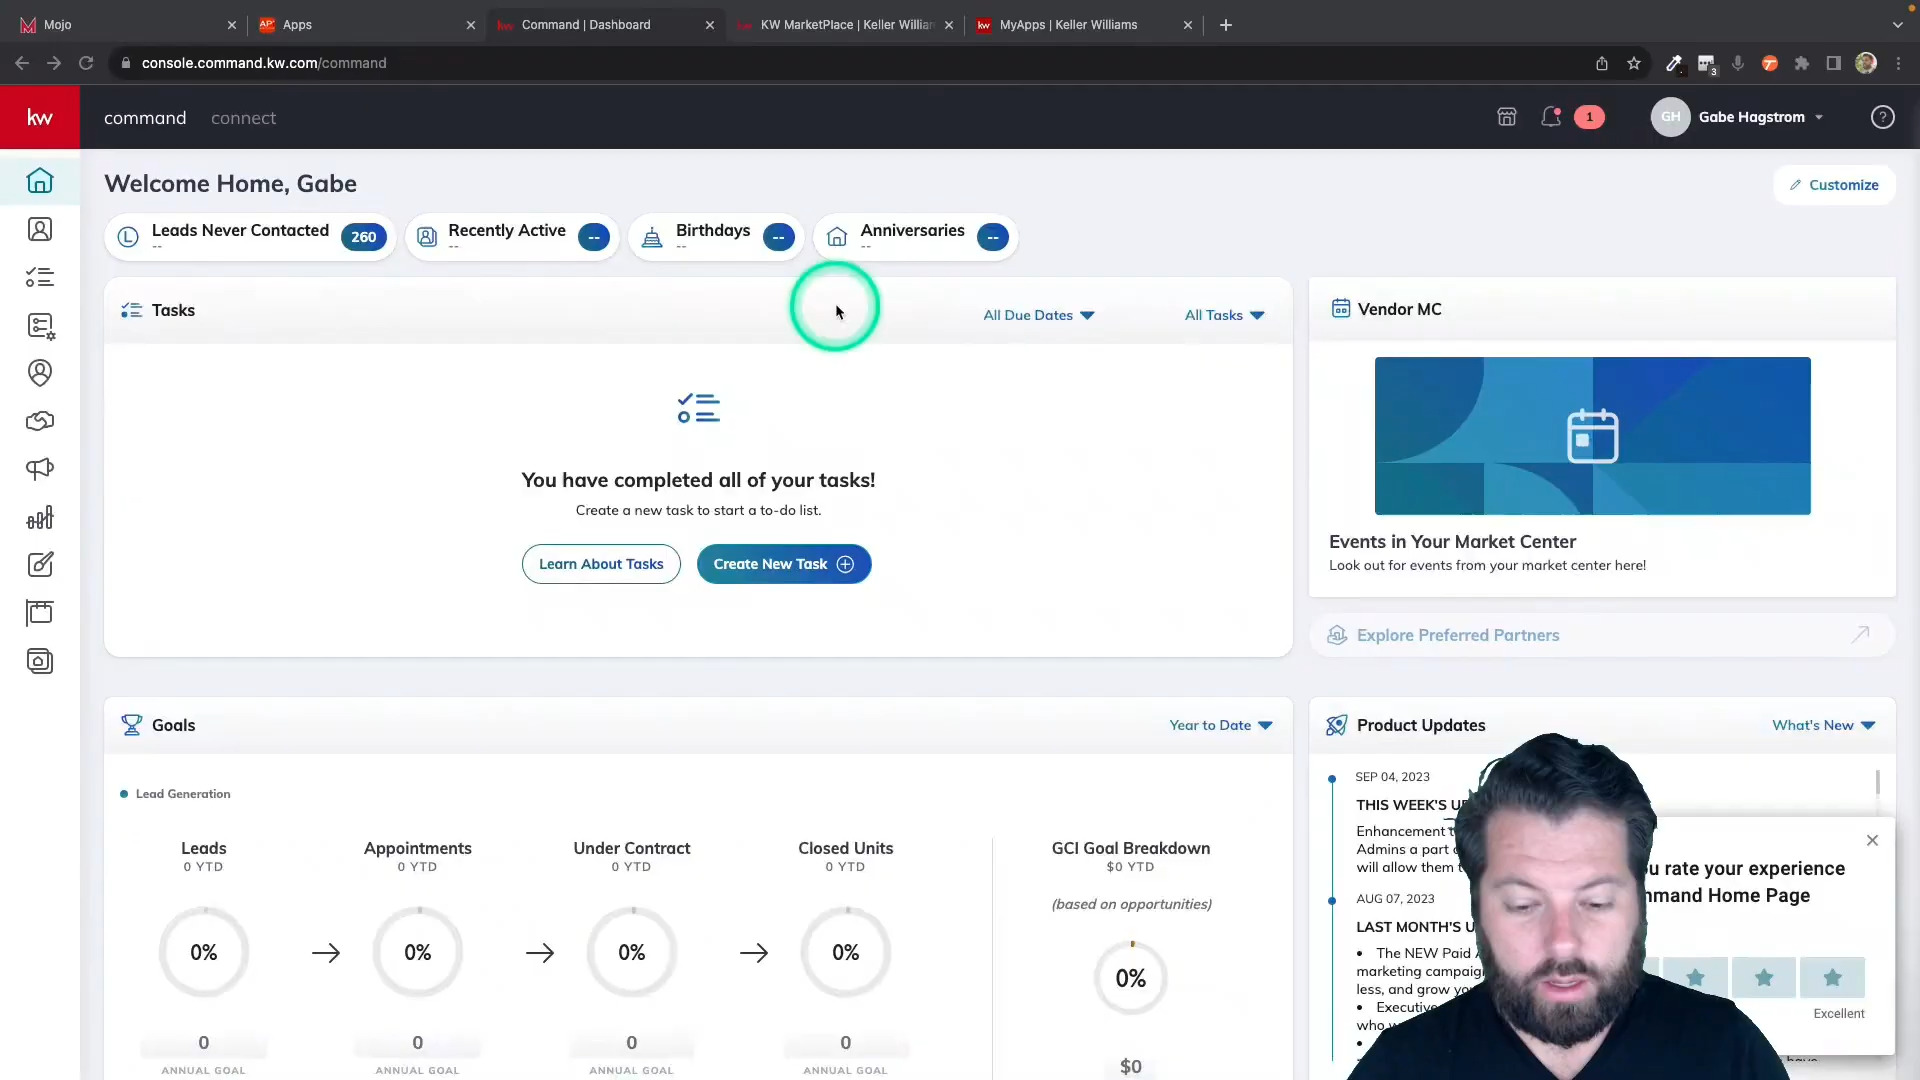 Mojo
Apps
Command | Dashboard
KW MarketPlace | Keller Willian
MyApps | Keller Williams
console.command.kw.com/command
3
kw
command
connect
1
GH
Gabe Hagstrom
?
Welcome Home, Gabe
Customize
Leads Never Contacted
--
260
Recently Active
--
--
Birthdays
--
--
Anniversaries
--
--
Tasks
All Due Dates
All Tasks
You have completed all of your tasks!
Create a new task to start a to-do list.
Learn About Tasks
Create New Task
Vendor MC
Events in Your Market Center
Look out for events from your market center here!
Explore Preferred Partners
Goals
Year to Date
Lead Generation
Leads
0 YTD
0%
0
ANNUAL GOAL
Appointments
0 YTD
0%
0
ANNUAL GOAL
Under Contract
0 YTD
0%
0
ANNUAL GOAL
Closed Units
0 YTD
0%
0
ANNUAL GOAL
GCI Goal Breakdown
$0 YTD
(based on opportunities)
0%
$0
Product Updates
What's New
SEP 04, 2023
THIS WEEK'S
Enhancement
Admins a part
will allow them
AUG 07, 2023
LAST MONTH'S
• The NEW Paid
marketing campaig
less, and grow
• Executive
who
rate your experience
Home Page
Excellent